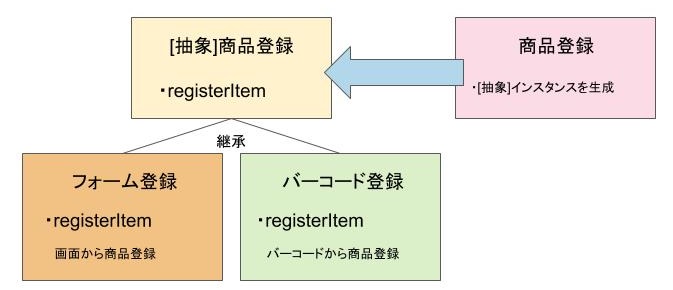 [抽象]商品登録
・registerItem
商品登録
・[抽象]インスタンスを生成
継承
フォーム登録
・registerItem
画面から商品登録
バーコード登録
・registerItem
バーコードから商品登録